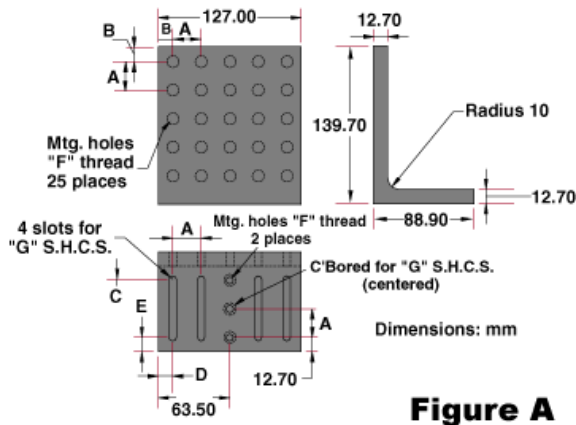 127.00
B
B
A
A
12.70
139.70
Radius 10
12.70
88.90
Mtg. holes
"F" thread
25 places
4 slots for
"G" S.H.C.S.
A
Mtg. holes "F" thread
2 places
C'Bored for "G" S.H.C.S.
(centered)
C
E
A
D
12.70
63.50
Dimensions: mm
Figure A